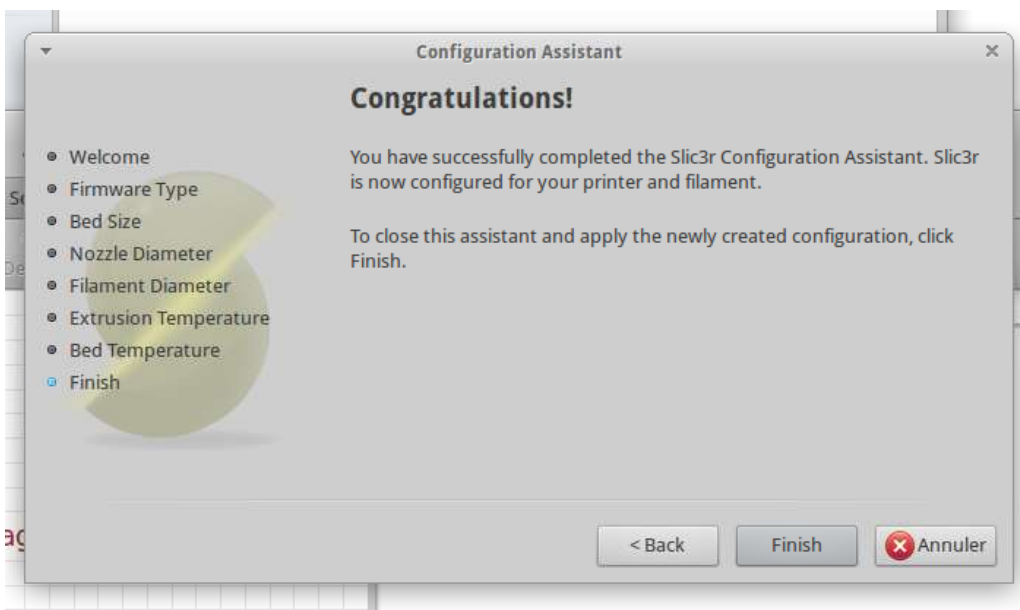 Configuration Assistant
Congratulations!
Welcome
Firmware Type
Bed Size
Nozzle Diameter
Filament Diameter
Extrusion Temperature
Bed Temperature
Finish
You have successfully completed the Slic3r Configuration Assistant. Slic3r
is now configured for your printer and filament.
To close this assistant and apply the newly created configuration, click
Finish.
< Back
Finish
Annuler